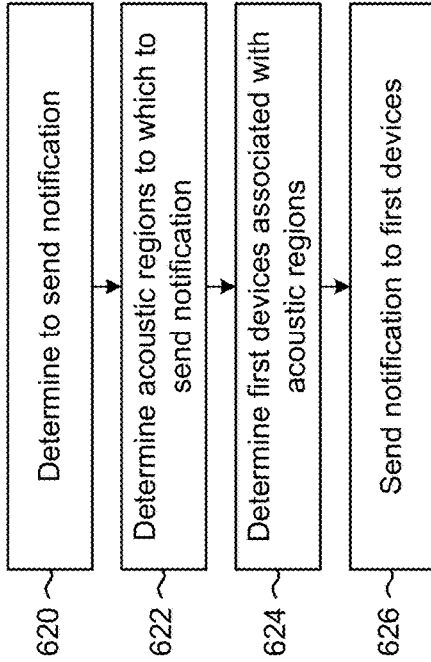 620
Determine to send notification
622
Determine acoustic regions to which to
send notification
624
Determine first devices associated with
acoustic regions
626
Send notification to first devices